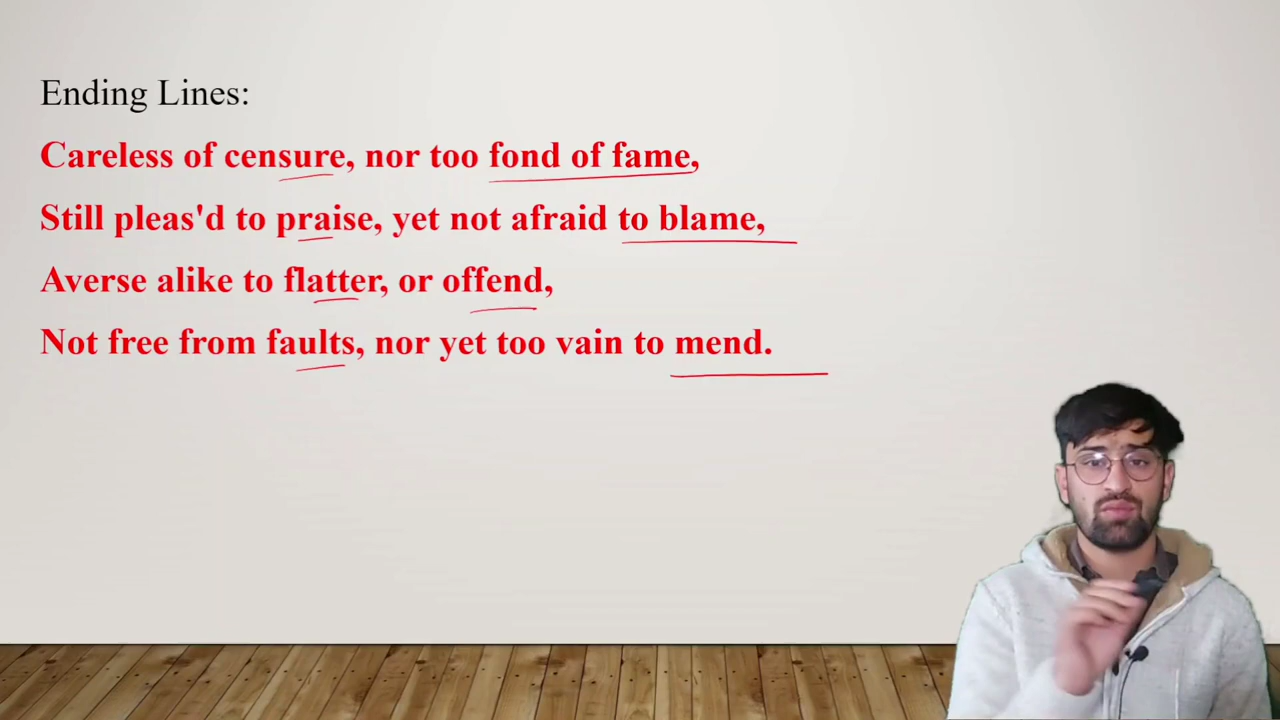 Ending Lines:
Careless of censure, nor too fond of fame,
Still pleas'd to praise, yet not afraid to blame,
Averse alike to flatter, or offend,
Not free from faults, nor yet too vain to mend.